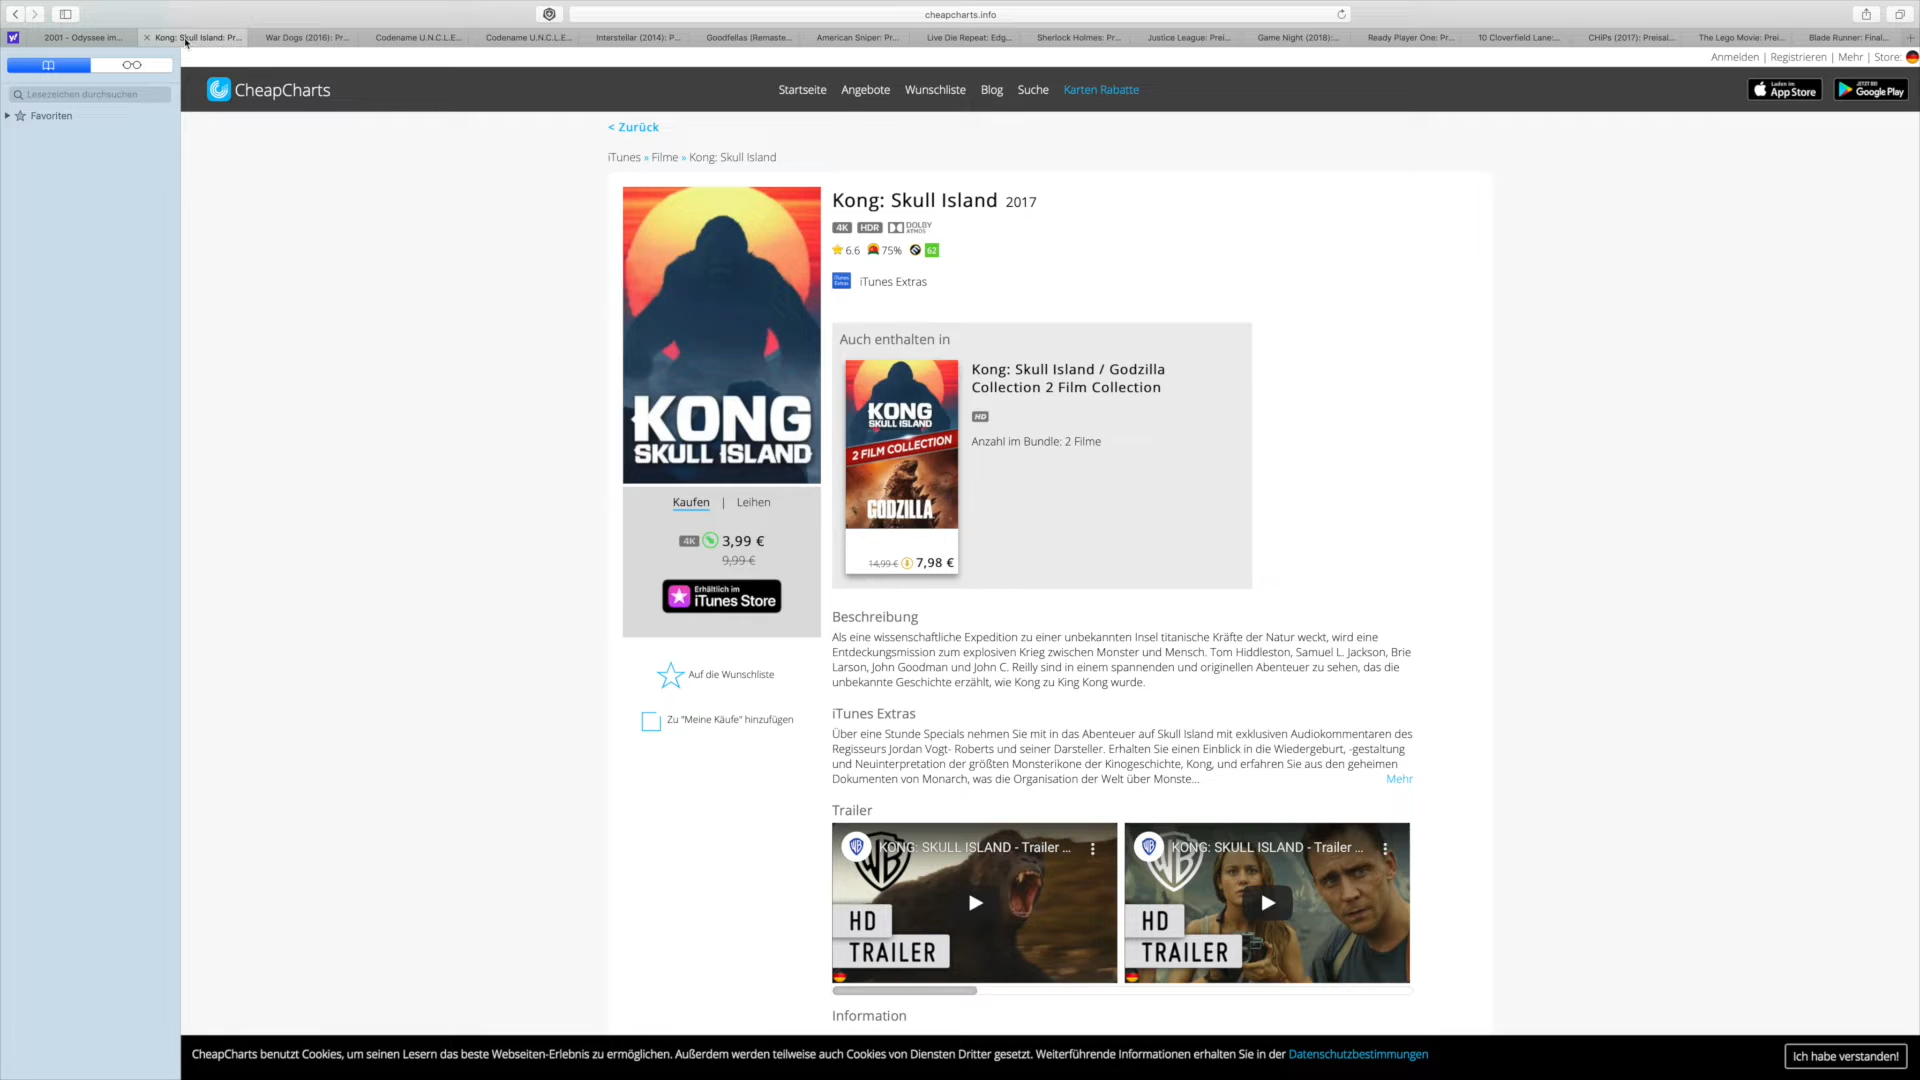 cheapcharts.info
2001 - Odyssee im...
Kong: Skull Island: Pr...
War Dogs (2016): Pr...
Codename U.N.C.L.E...
Codename U.N.C.L.E...
Interstellar (2014): P...
Goodfellas (Remaste...
American Sniper: Pr...
Live Die Repeat: Edg...
Sherlock Holmes: Pr...
Justice League: Prei...
Game Night (2018):...
Ready Player One: Pr...
10 Cloverfield Lane:...
CHiPs (2017): Preisal...
The Lego Movie: Prei...
Blade Runner: Final...
Anmelden | Registrieren | Mehr | Store:
Lesezeichen durchsuchen
Favoriten
CheapCharts
Startseite
Angebote
Wunschliste
Blog
Suche
Karten Rabatte
Laden im
App Store
JETZT BEI
Google Play
< Zurück
iTunes » Filme » Kong: Skull Island
KONG
SKULL ISLAND
Kong: Skull Island 2017
4K HDR DOLBY ATMOS
6.6 75% 62
iTunes Extras
iTunes Extras
Auch enthalten in
KONG
SKULL ISLAND
2 FILM COLLECTION
GODZILLA
14,99 € 7,98 €
Kong: Skull Island / Godzilla
Collection 2 Film Collection
HD
Anzahl im Bundle: 2 Filme
Kaufen | Leihen
4K 3,99 €
9,99 €
Erhältlich im
iTunes Store
Auf die Wunschliste
Zu "Meine Käufe" hinzufügen
Beschreibung
Als eine wissenschaftliche Expedition zu einer unbekannten Insel titanische Kräfte der Natur weckt, wird eine
Entdeckungsmission zum explosiven Krieg zwischen Monster und Mensch. Tom Hiddleston, Samuel L. Jackson, Brie
Larson, John Goodman und John C. Reilly sind in einem spannenden und originellen Abenteuer zu sehen, das die
unbekannte Geschichte erzählt, wie Kong zu King Kong wurde.
iTunes Extras
Über eine Stunde Specials nehmen Sie mit in das Abenteuer auf Skull Island mit exklusiven Audiokommentaren des
Regisseurs Jordan Vogt- Roberts und seiner Darsteller. Erhalten Sie einen Einblick in die Wiedergeburt, -gestaltung
und Neuinterpretation der größten Monsterikone der Kinogeschichte, Kong, und erfahren Sie aus den geheimen
Dokumenten von Monarch, was die Organisation der Welt über Monste... Mehr
Trailer
KONG: SKULL ISLAND - Trailer ...
WB
HD
TRAILER
KONG: SKULL ISLAND - Trailer ...
WB
HD
TRAILER
Information
CheapCharts benutzt Cookies, um seinen Lesern das beste Webseiten-Erlebnis zu ermöglichen. Außerdem werden teilweise auch Cookies von Diensten Dritter gesetzt. Weiterführende Informationen erhalten Sie in der Datenschutzbestimmungen
Ich habe verstanden!